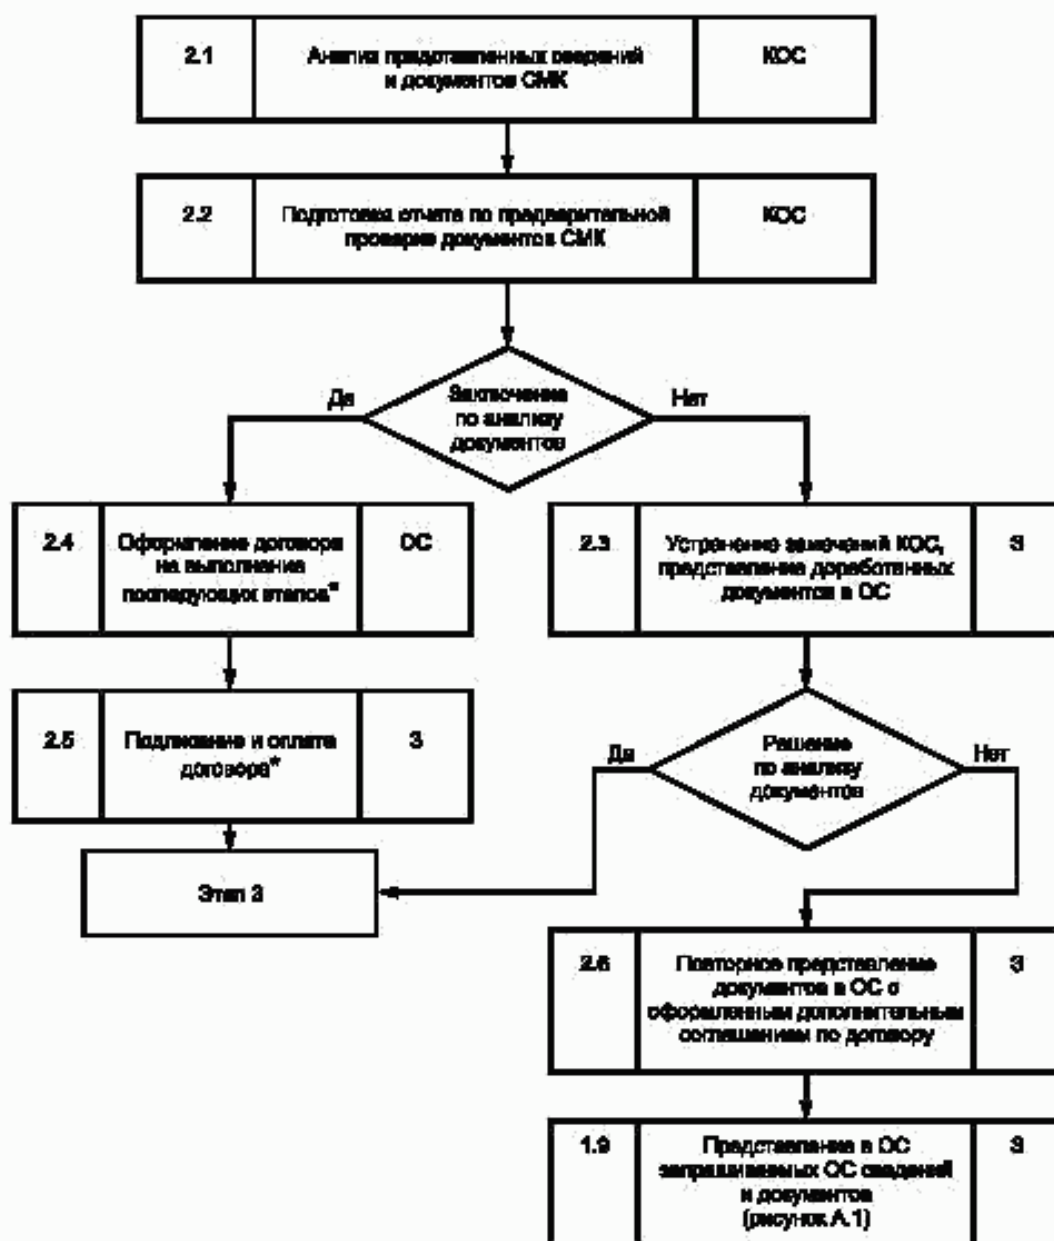 2.1
Анализ представленных сведений
и документов СМК
КОС
2.2
Подготовка отчета по предварительной
проверке документов СМК
КОС
Да
Заключение
по анализу
документов
Нет
2.4
Оформление договора
на выполнение
последующих этапов*
ОС
2.3
Устранение замечаний КОС,
представление доработанных
документов в ОС
З
2.5
Подписание и оплата
договора*
З
Да
Решение
по анализу
документов
Нет
Этап 3
2.6
Повторное представление
документов в ОС с
оформленным дополнительным
соглашением по договору
З
1.9
Представление в ОС
запрашиваемых ОС сведений
и документов
(рисунок А.1)
З